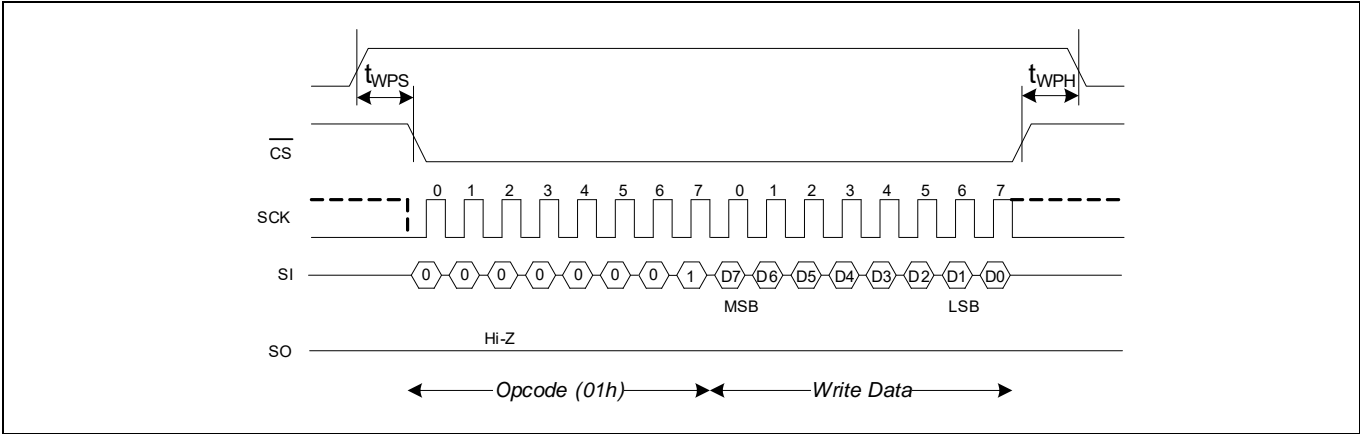 tWPS
tWPH
CS
0 1 2 3 4 5 6 7 0 1 2 3 4 5 6 7
SCK
SI 0 0 0 0 0 0 0 1 D7 D6 D5 D4 D3 D2 D1 D0
MSB LSB
Hi-Z
SO
Opcode (01h) Write Data